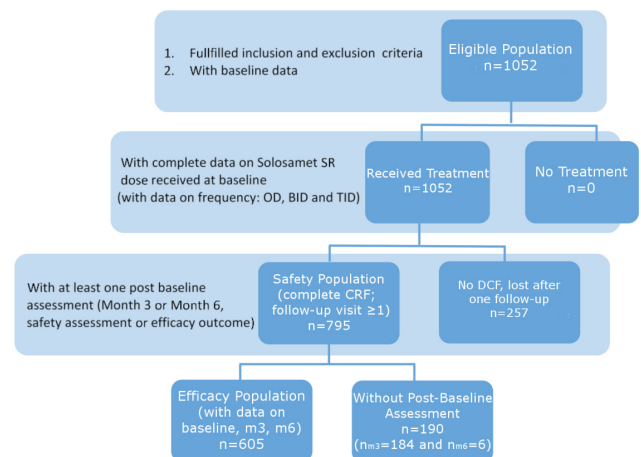 1. Fullfilled inclusion and exclusion criteria
2. With baseline data
Eligible Population
n=1052
With complete data on Solosamet SR
dose received at baseline
(with data on frequency: OD, BID and TID)
Received Treatment
n=1052
No Treatment
n=0
With at least one post baseline
assessment (Month 3 or Month 6,
safety assessment or efficacy outcome)
Safety Population
(complete CRF;
follow-up visit ≥1)
n=795
No DCF, lost after
one follow-up
n=257
Efficacy Population
(with data on
baseline, m3, m6)
n=605
Without Post-Baseline
Assessment
n=190
(nm3=184 and nm6=6)